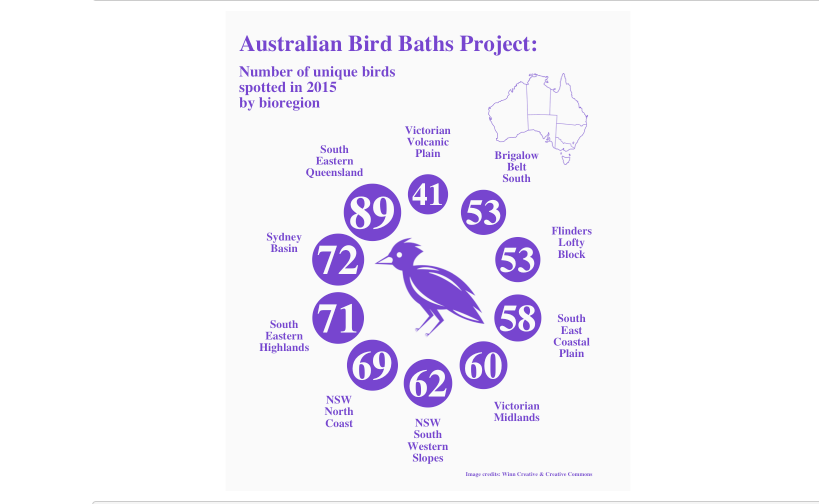 Australian Bird Baths Project:
Number of unique birds
spotted in 2015
by bioregion
Victorian
Volcanic
Plain
41
Brigalow
Belt
South
53
Flinders
Lofty
Block
53
South
East
Coastal
Plain
58
Victorian
Midlands
60
NSW
South
Western
Slopes
62
NSW
North
Coast
69
South
Eastern
Highlands
71
Sydney
Basin
72
South
Eastern
Queensland
89
Image credits: Winn Creative & Creative Commons